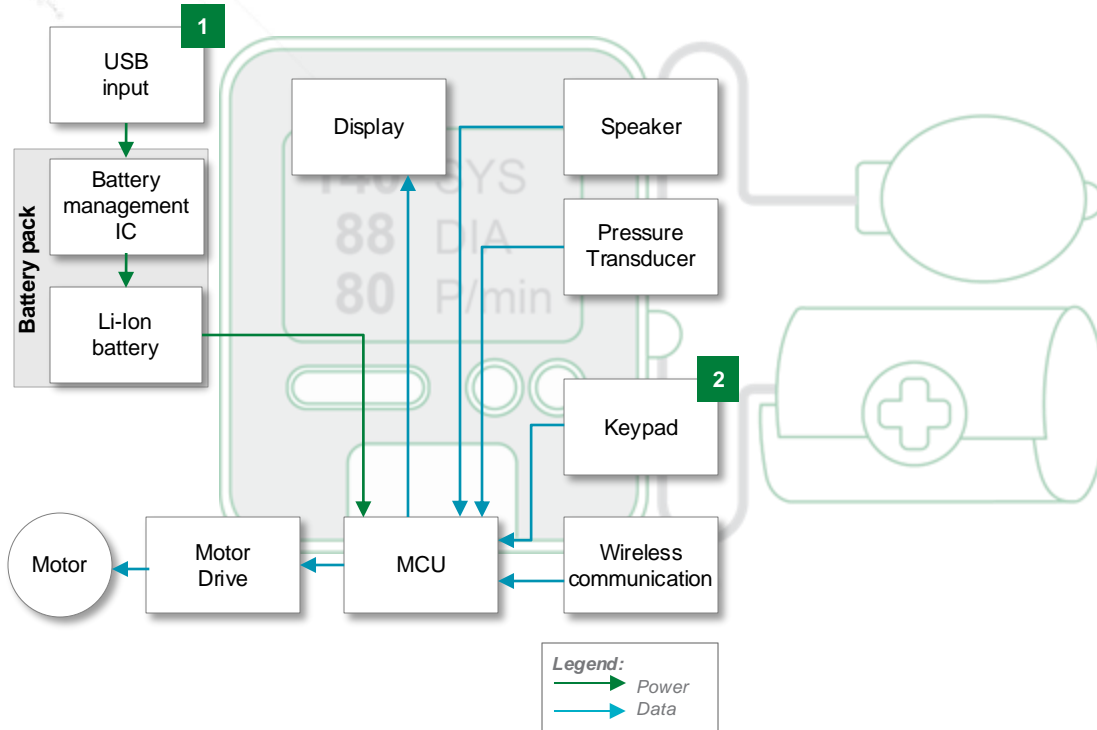 1
USB
input
Battery pack
Battery
management
IC
Li-Ion
battery
Display
Speaker
140 SYS
88 DIA
80 P/min
Pressure
Transducer
2
Keypad
Motor
Motor
Drive
MCU
Wireless
communication
Legend:
Power
Data